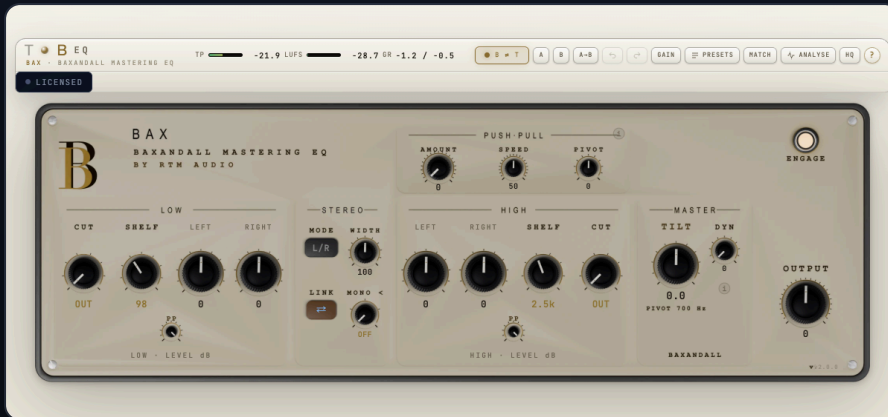 T B EQ
BAX · BAXANDALL MASTERING EQ
TP -21.9 LUFS -28.7 GR -1.2 / -0.5
B ⇌ T A B A→B GAIN PRESETS MATCH ANALYSE HQ ?
LICENSED
B
BAX
BAXANDALL MASTERING EQ
BY RTM AUDIO
PUSH·PULL
AMOUNT SPEED PIVOT
0 50 0
ENGAGE
LOW
CUT SHELF LEFT RIGHT
OUT 98 0 0
PP
LOW · LEVEL dB
STEREO
MODE WIDTH
L/R
100
LINK MONO <
OFF
HIGH
LEFT RIGHT SHELF CUT
0 0 2.5k OUT
PP
HIGH · LEVEL dB
MASTER
TILT DYN
0.0 0
PIVOT 700 Hz
BAXANDALL
OUTPUT
0